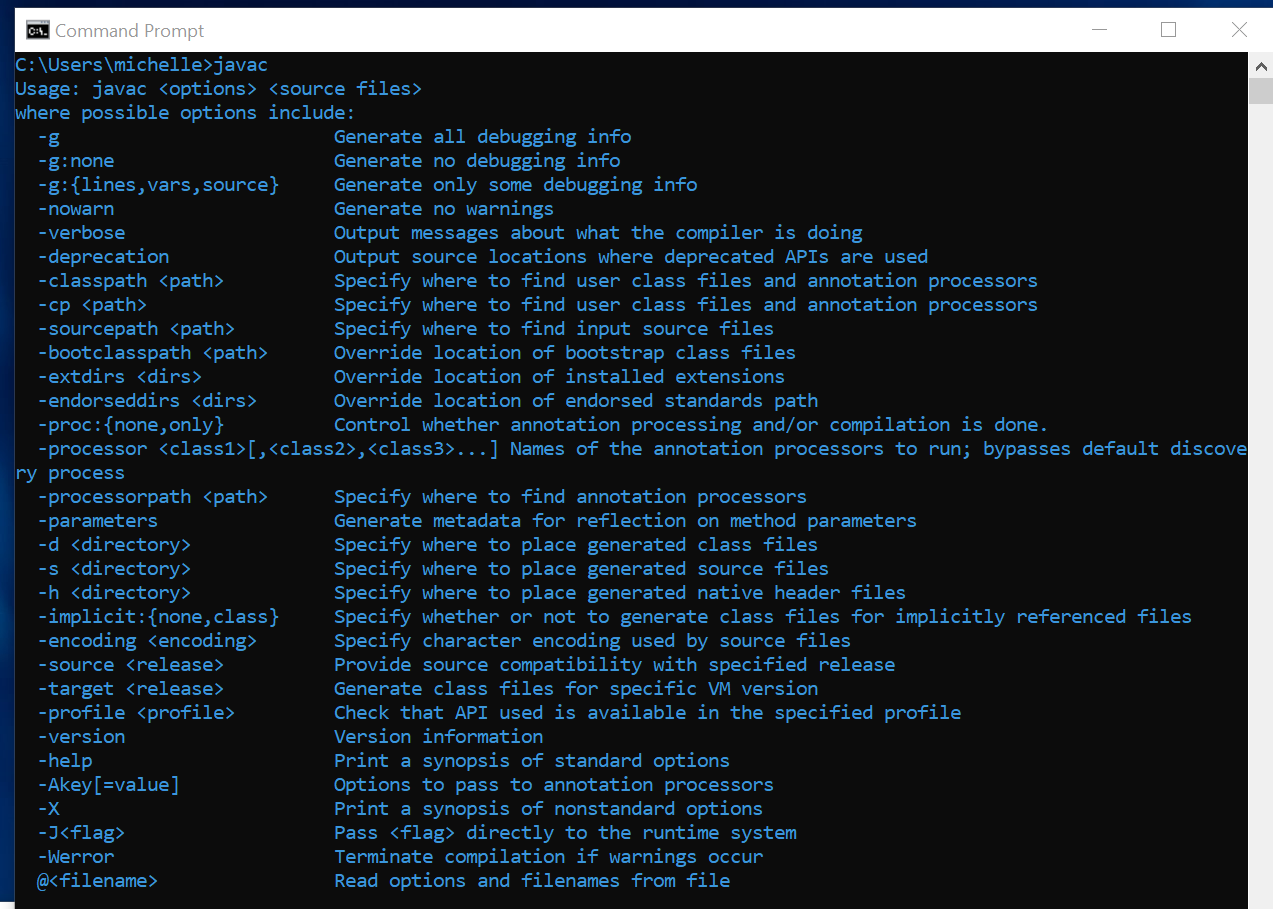 Command Prompt
C:\Users\michelle>javac
Usage: javac <options> <source files>
where possible options include:
  -g                         Generate all debugging info
  -g:none                    Generate no debugging info
  -g:{lines,vars,source}     Generate only some debugging info
  -nowarn                    Generate no warnings
  -verbose                   Output messages about what the compiler is doing
  -deprecation               Output source locations where deprecated APIs are used
  -classpath <path>          Specify where to find user class files and annotation processors
  -cp <path>                 Specify where to find user class files and annotation processors
  -sourcepath <path>         Specify where to find input source files
  -bootclasspath <path>      Override location of bootstrap class files
  -extdirs <dirs>            Override location of installed extensions
  -endorseddirs <dirs>       Override location of endorsed standards path
  -proc:{none,only}          Control whether annotation processing and/or compilation is done.
  -processor <class1>[,<class2>,<class3>...] Names of the annotation processors to run; bypasses default discove
ry process
  -processorpath <path>      Specify where to find annotation processors
  -parameters                Generate metadata for reflection on method parameters
  -d <directory>             Specify where to place generated class files
  -s <directory>             Specify where to place generated source files
  -h <directory>             Specify where to place generated native header files
  -implicit:{none,class}     Specify whether or not to generate class files for implicitly referenced files
  -encoding <encoding>       Specify character encoding used by source files
  -source <release>          Provide source compatibility with specified release
  -target <release>          Generate class files for specific VM version
  -profile <profile>         Check that API used is available in the specified profile
  -version                   Version information
  -help                      Print a synopsis of standard options
  -Akey[=value]              Options to pass to annotation processors
  -X                         Print a synopsis of nonstandard options
  -J<flag>                   Pass <flag> directly to the runtime system
  -Werror                    Terminate compilation if warnings occur
  @<filename>                Read options and filenames from file